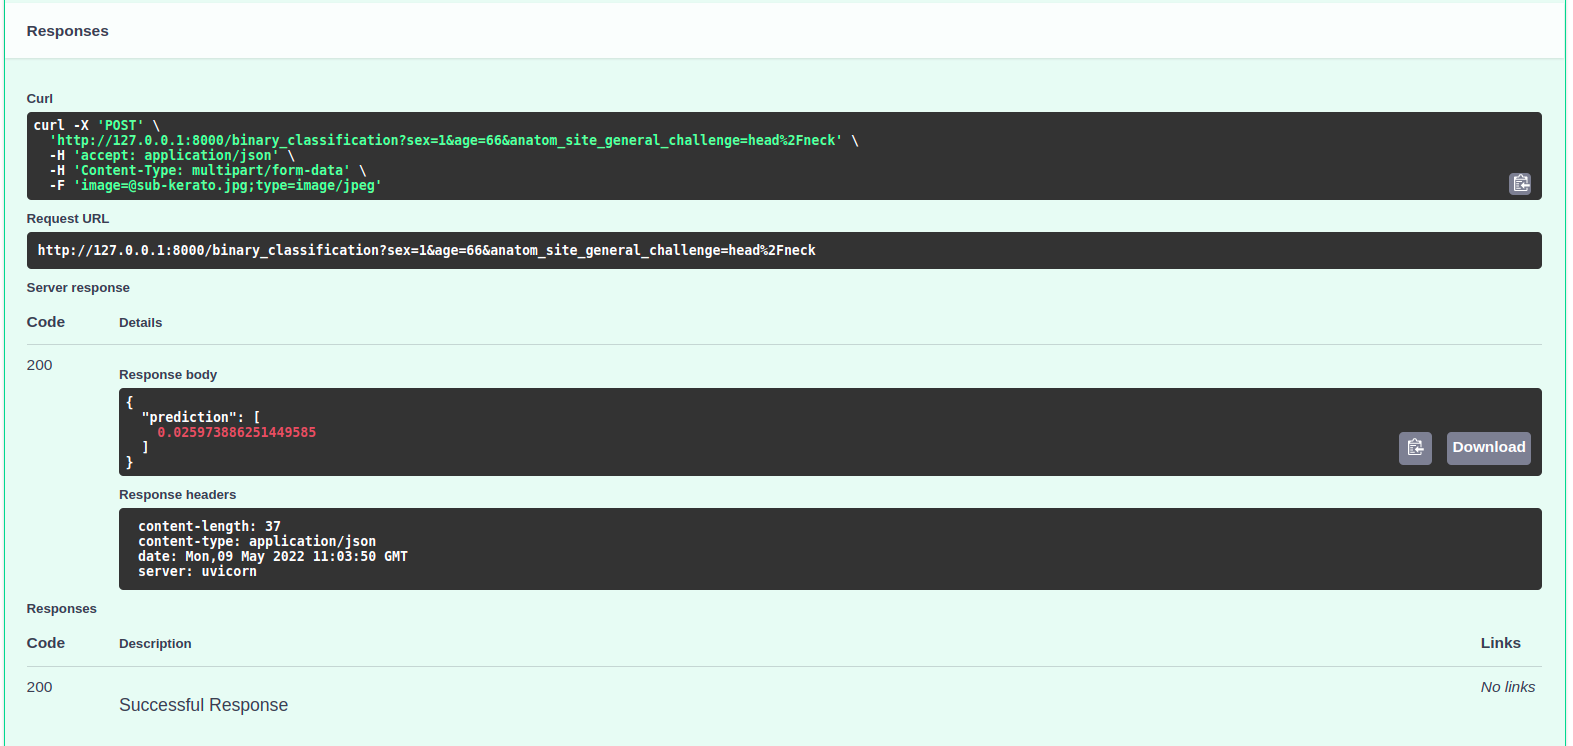 Responses
Curl
curl -X 'POST' \
  'http://127.0.0.1:8000/binary_classification?sex=1&age=66&anatom_site_general_challenge=head%2Fneck' \
  -H 'accept: application/json' \
  -H 'Content-Type: multipart/form-data' \
  -F 'image=@sub-kerato.jpg;type=image/jpeg'
Request URL
http://127.0.0.1:8000/binary_classification?sex=1&age=66&anatom_site_general_challenge=head%2Fneck
Server response
Code Details
200
Response body
{
  "prediction": [
    0.025973886251449585
  ]
}
Download
Response headers
content-length: 37
content-type: application/json
date: Mon,09 May 2022 11:03:50 GMT
server: uvicorn
Responses
Code Description Links
200 No links
Successful Response